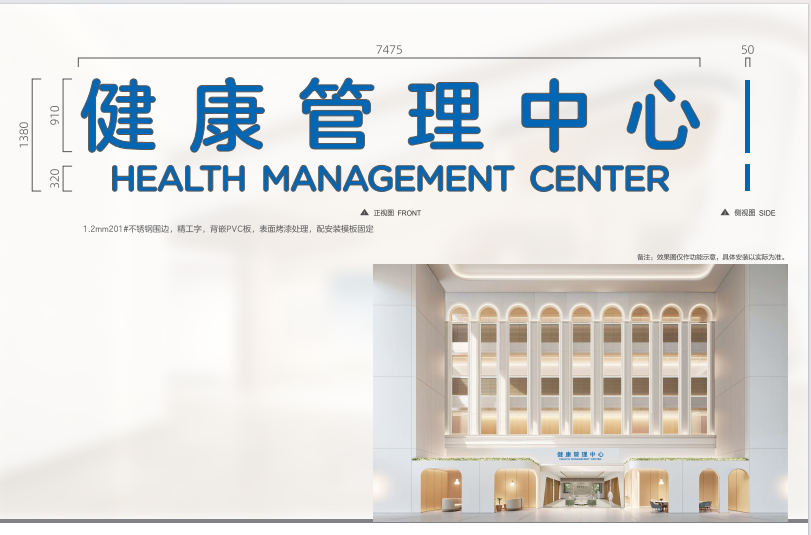 7475
50
1380
910
320
健康管理中心
HEALTH MANAGEMENT CENTER
正视图 FRONT
侧视图 SIDE
1.2mm201#不锈钢围边，精工字，背嵌PVC板，表面烤漆处理，配安装模板固定
备注：效果图仅作功能示意，具体安装以实际为准。
健康管理中心
HEALTH MANAGEMENT CENTER